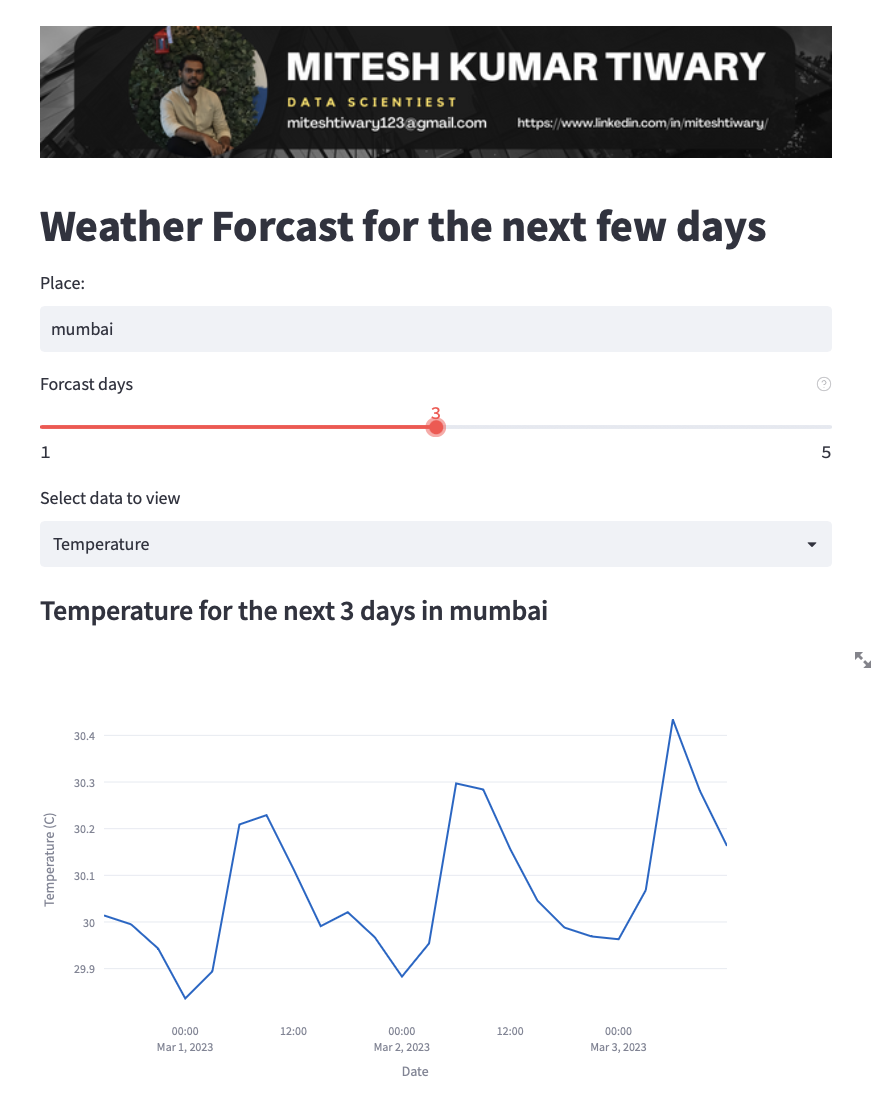 MITESH KUMAR TIWARY
DATA SCIENTIEST
miteshtiwary123@gmail.com https://www.linkedin.com/in/miteshtiwary/
Weather Forcast for the next few days
Place:
mumbai
Forcast days
3
1 5
Select data to view
Temperature
Temperature for the next 3 days in mumbai
30.4
30.3
30.2
30.1
30
29.9
Temperature (C)
00:00 12:00 00:00 12:00 00:00
Mar 1, 2023 Mar 2, 2023 Mar 3, 2023
Date